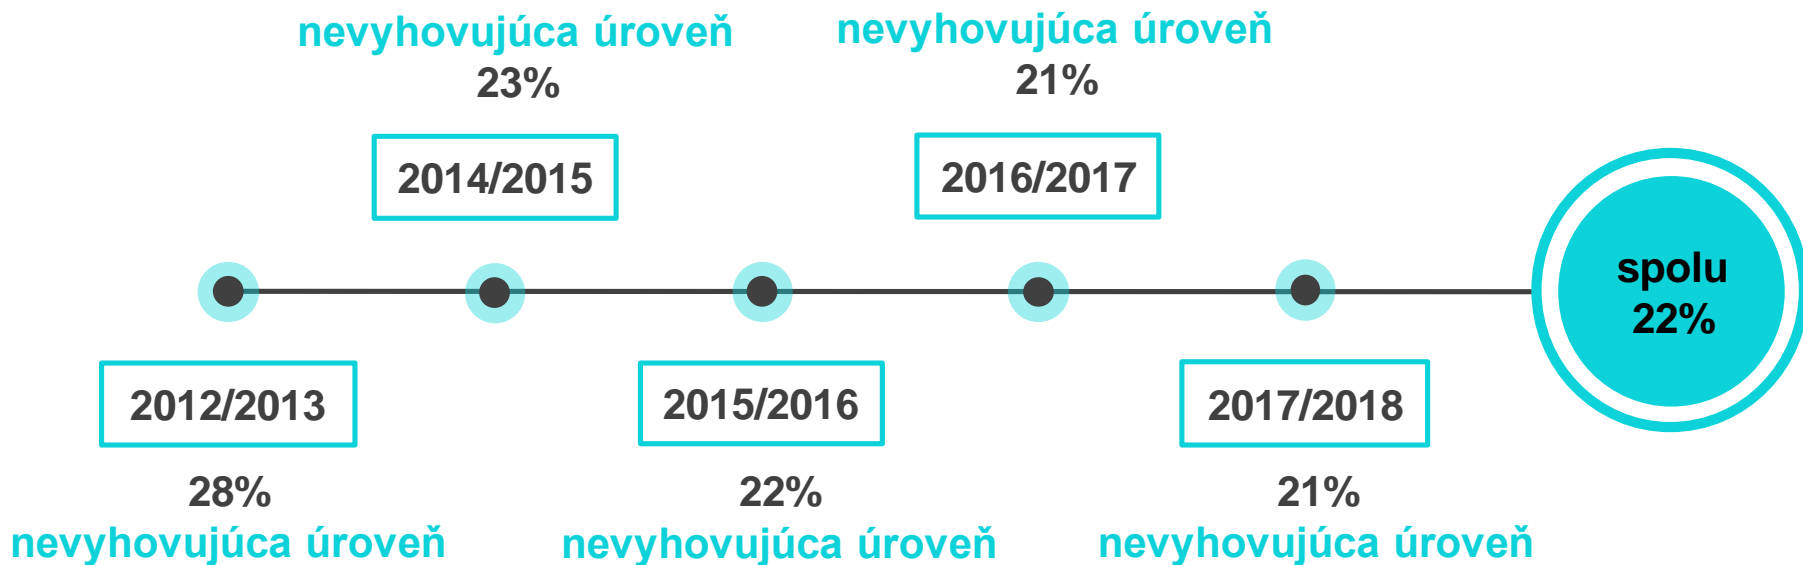 nevyhovujúca úroveň
23%
2014/2015
nevyhovujúca úroveň
21%
2016/2017
2012/2013
28%
nevyhovujúca úroveň
2015/2016
22%
nevyhovujúca úroveň
2017/2018
21%
nevyhovujúca úroveň
spolu
22%